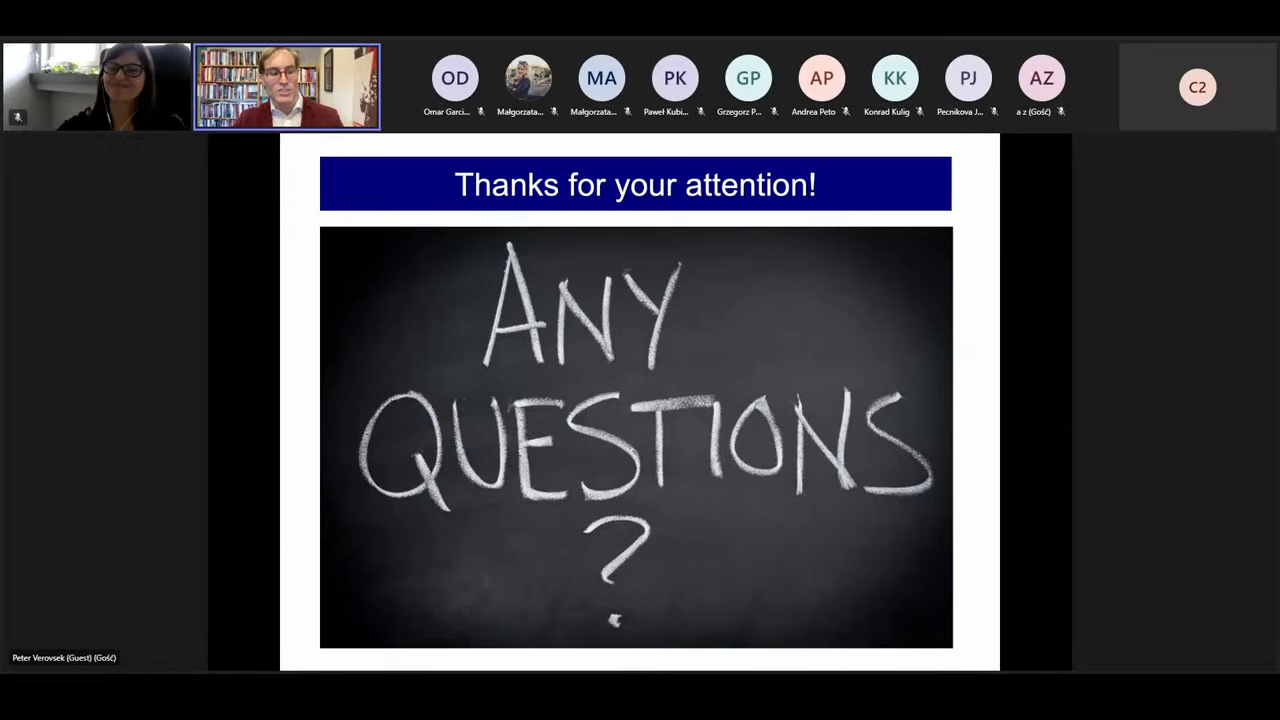 OD
MA
PK
GP
AP
KK
PJ
AZ
C2
Omar Garci...
Małgorzata...
Małgorzata...
Paweł Kubi...
Grzegorz P...
Andrea Peto
Konrad Kulig
Pecnikova J...
a z (Gość)
Thanks for your attention!
ANY
QUESTIONS
?
Peter Verovsek (Guest) (Gość)